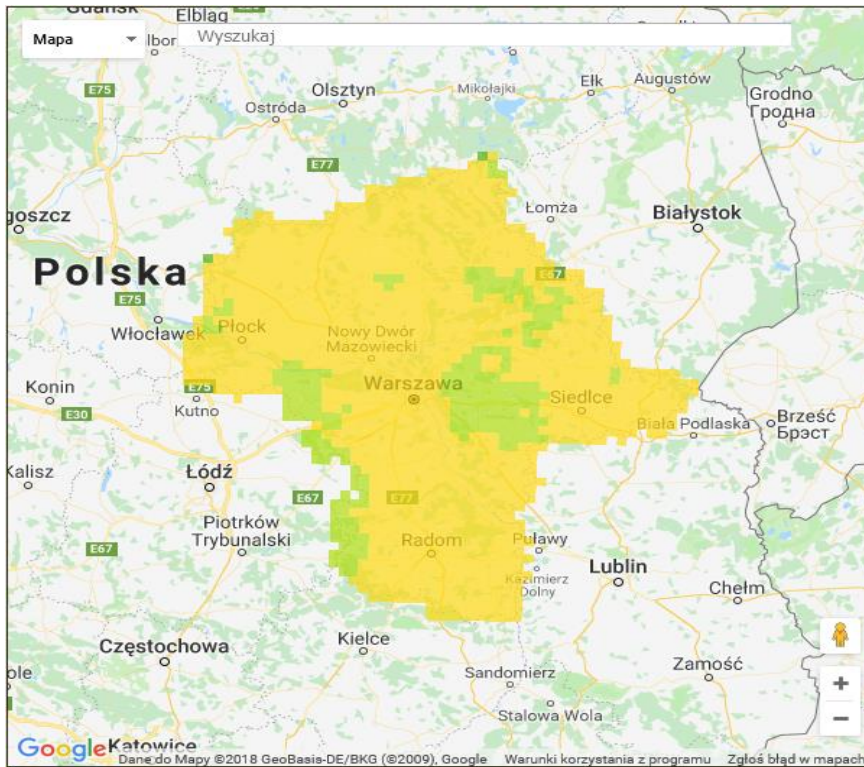 Gdańsk
Elbląg
Mapa
Wyszukaj
E75
Olsztyn
Mikołajki
Ełk
Augustów
Ostróda
Grodno
Гродна
E77
goszcz
Łomża
Białystok
Polska
E67
E75
Włocławek
Płock
Nowy Dwór
Mazowiecki
Konin
E75
Warszawa
Siedlce
E30
Kutno
Biała Podlaska
Brześć
Брэст
Kalisz
Łódź
E67
E77
Piotrków
Trybunalski
E67
Radom
Puławy
Kazimierz
Dolny
Lublin
Chełm
Częstochowa
Kielce
ole
Sandomierz
Zamość
Stalowa Wola
+
−
Google
Katowice
Dane do Mapy ©2018 GeoBasis-DE/BKG (©2009), Google Warunki korzystania z programu Zgłoś błąd w mapach